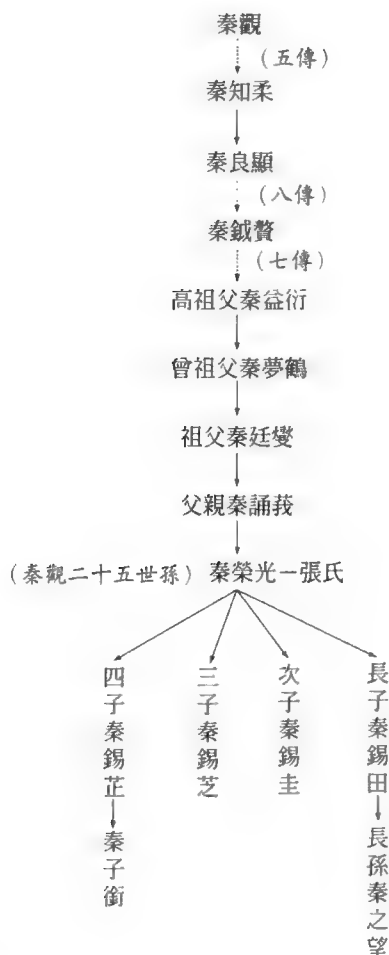 秦觀
（五傳）
秦知柔
秦良顯
（八傳）
秦鉞贅
（七傳）
高祖父秦益衍
曾祖父秦夢鶴
祖父秦廷燮
父親秦誦莪
（秦觀二十五世孫）秦榮光－張氏
長子秦錫田
長孫秦之望
次子秦錫圭
三子秦錫芝
四子秦錫芷
秦子銜